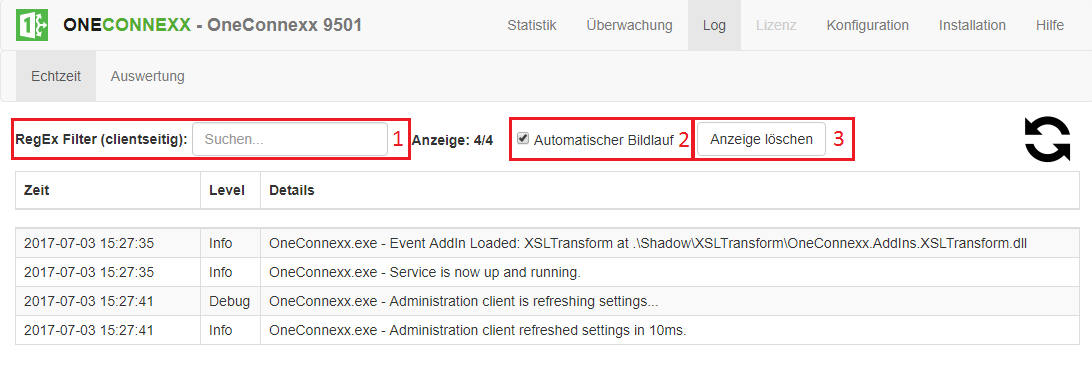 ONECONNEXX - OneConnexx 9501 Statistik Überwachung Log Lizenz Konfiguration Installation Hilfe
Echtzeit Auswertung
RegEx Filter (clientseitig): Suchen... 1 Anzeige: 4/4 Automatischer Bildlauf 2 Anzeige löschen 3
Zeit Level Details
2017-07-03 15:27:35 Info OneConnexx.exe - Event AddIn Loaded: XSLTransform at .\Shadow\XSLTransform\OneConnexx.AddIns.XSLTransform.dll
2017-07-03 15:27:35 Info OneConnexx.exe - Service is now up and running.
2017-07-03 15:27:41 Debug OneConnexx.exe - Administration client is refreshing settings...
2017-07-03 15:27:41 Info OneConnexx.exe - Administration client refreshed settings in 10ms.